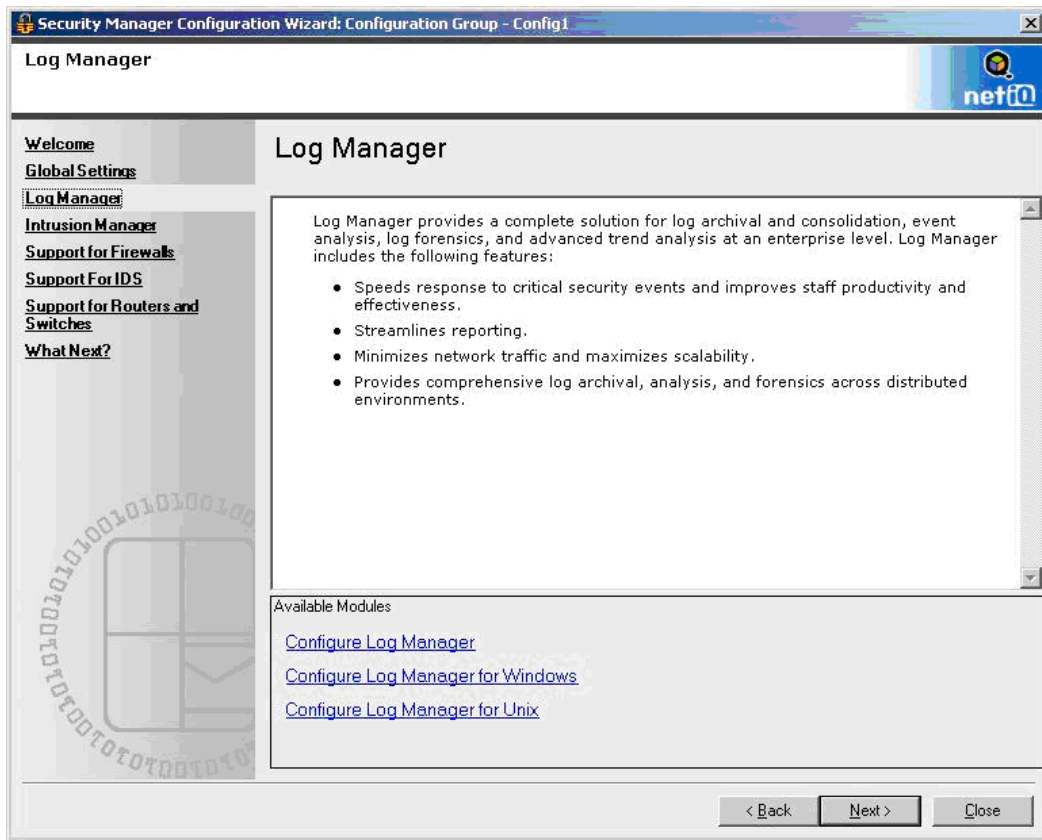 Security Manager Configuration Wizard: Configuration Group - Config1
Log Manager
netiQ
Welcome
Global Settings
Log Manager
Intrusion Manager
Support for Firewalls
Support For IDS
Support for Routers and
Switches
What Next?
Log Manager
Log Manager provides a complete solution for log archival and consolidation, event
analysis, log forensics, and advanced trend analysis at an enterprise level. Log Manager
includes the following features:
• Speeds response to critical security events and improves staff productivity and
effectiveness.
• Streamlines reporting.
• Minimizes network traffic and maximizes scalability.
• Provides comprehensive log archival, analysis, and forensics across distributed
environments.
Available Modules
Configure Log Manager
Configure Log Manager for Windows
Configure Log Manager for Unix
< Back
Next >
Close